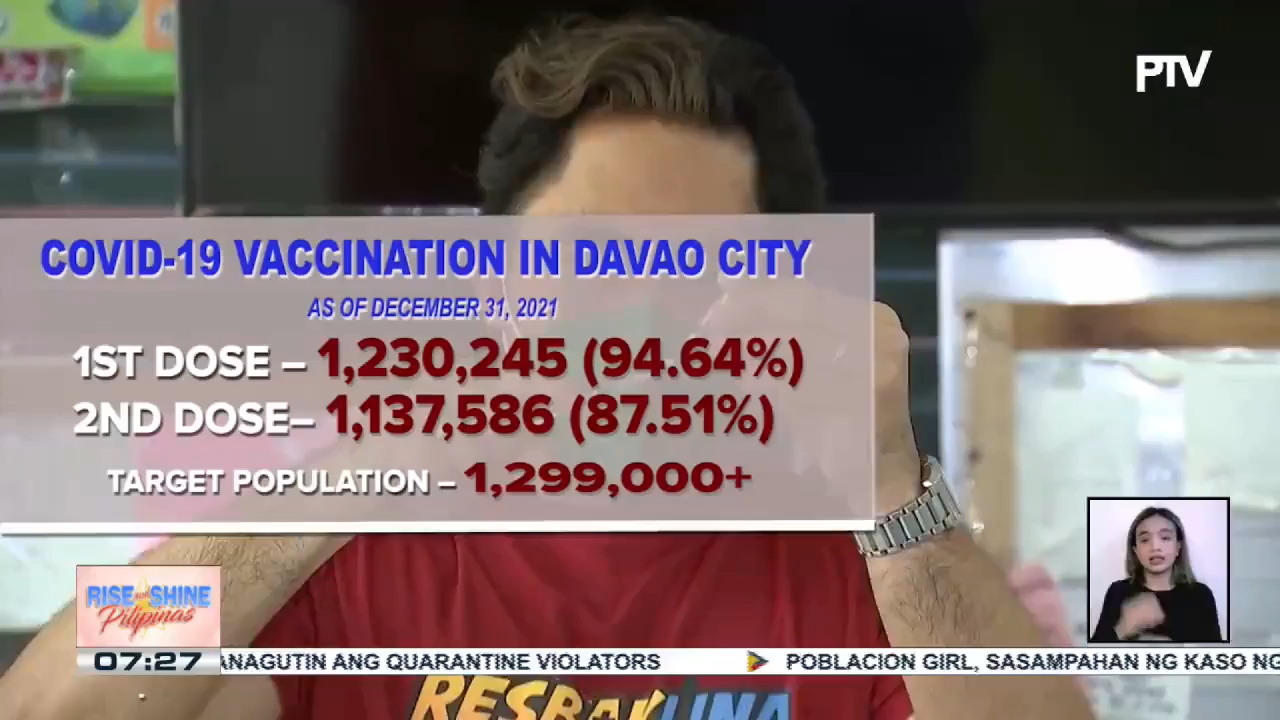 PTV
COVID-19 VACCINATION IN DAVAO CITY
AS OF DECEMBER 31, 2021
1ST DOSE – 1,230,245 (94.64%)
2ND DOSE– 1,137,586 (87.51%)
TARGET POPULATION – 1,299,000+
RISE AND SHINE
Pilipinas
07:27
ANAGUTIN ANG QUARANTINE VIOLATORS POBLACION GIRL, SASAMPAHAN NG KASO NG
RESBAKUNA